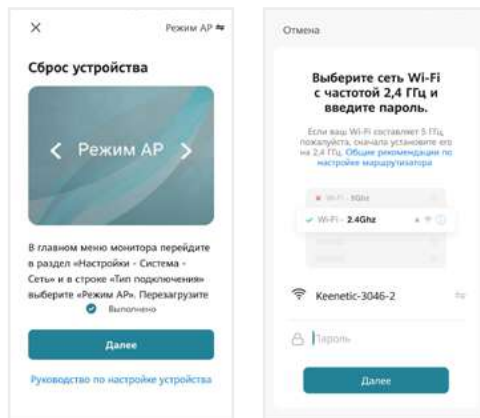 Режим AP
Сброс устройства
Режим AP
В главном меню монитора перейдите
в раздел «Настройки - Система -
Сеть» и в строке «Тип подключения»
выберите «Режим AP». Перезагрузите
Выполнено
Далее
Руководство по настройке устройства
Отмена
Выберите сеть Wi-Fi
с частотой 2,4 ГГц и
введите пароль.
Если ваш Wi-Fi составляет 5 ГГц,
пожалуйста, сначала установите его
на 2,4 ГГц. Общие рекомендации по
настройке маршрутизатора
Wi-Fi - 5Ghz
Wi-Fi - 2.4Ghz
Keenetic-3046-2
Пароль
Далее